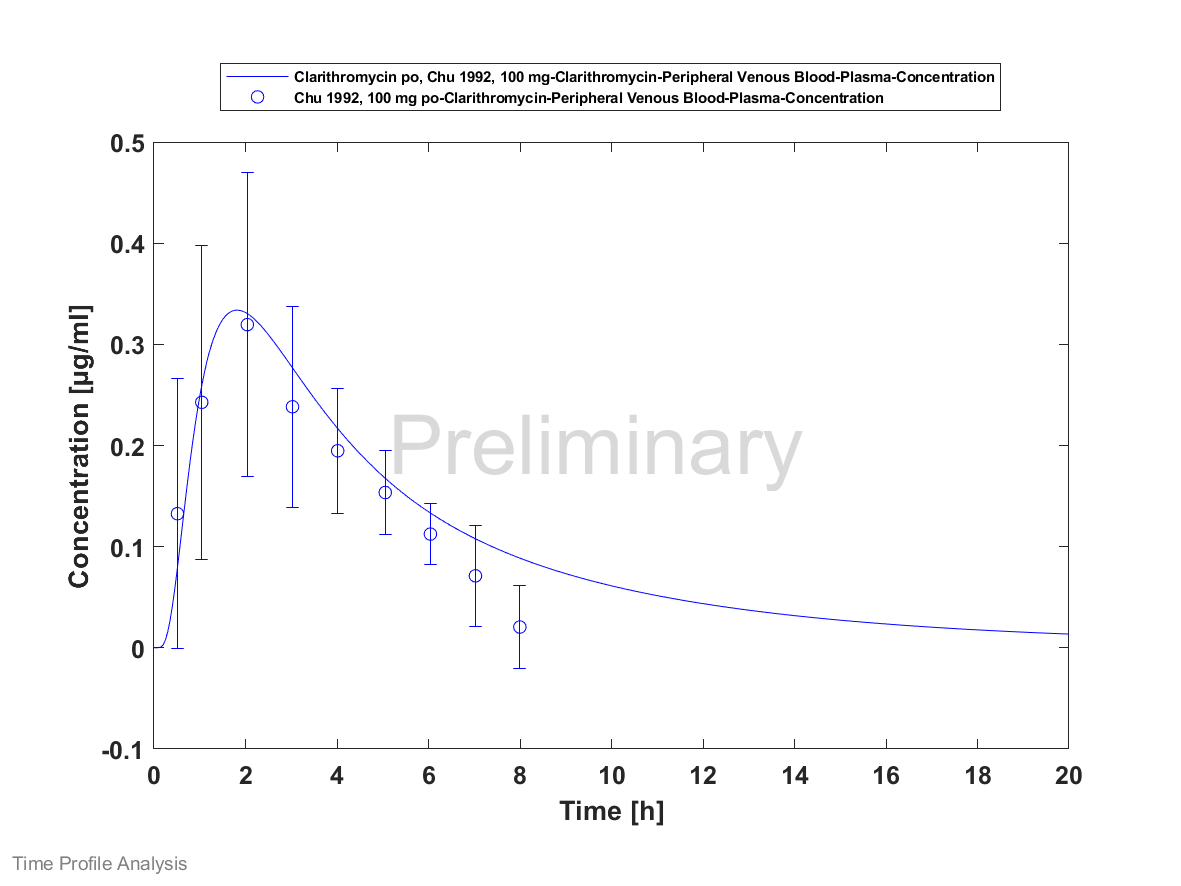 Clarithromycin po, Chu 1992, 100 mg-Clarithromycin-Peripheral Venous Blood-Plasma-Concentration
Chu 1992, 100 mg po-Clarithromycin-Peripheral Venous Blood-Plasma-Concentration
0.5
0.4
0.3
0.2
0.1
0
-0.1
Concentration [µg/ml]
Preliminary
0 2 4 6 8 10 12 14 16 18 20
Time [h]
Time Profile Analysis